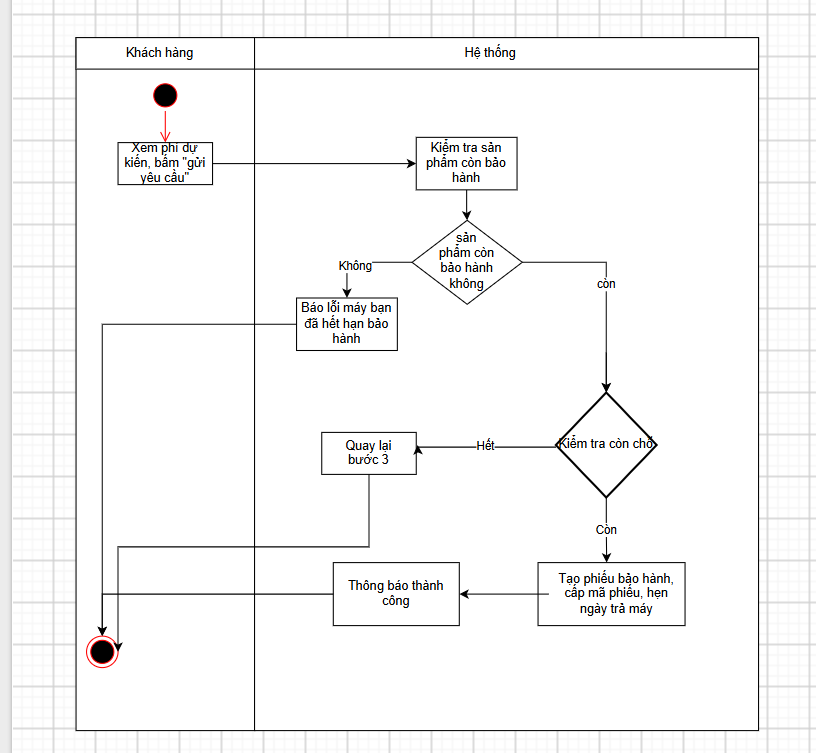 Khách hàng
Hệ thống
Xem phí dự
kiến, bấm "gửi
yêu cầu"
Kiểm tra sản
phẩm còn bảo
hành
sản
phẩm còn
bảo hành
không
Không
còn
Báo lỗi máy bạn
đã hết hạn bảo
hành
Kiểm tra còn chỗ
Hết
Quay lại
bước 3
Còn
Tạo phiếu bảo hành,
cấp mã phiếu, hẹn
ngày trả máy
Thông báo thành
công